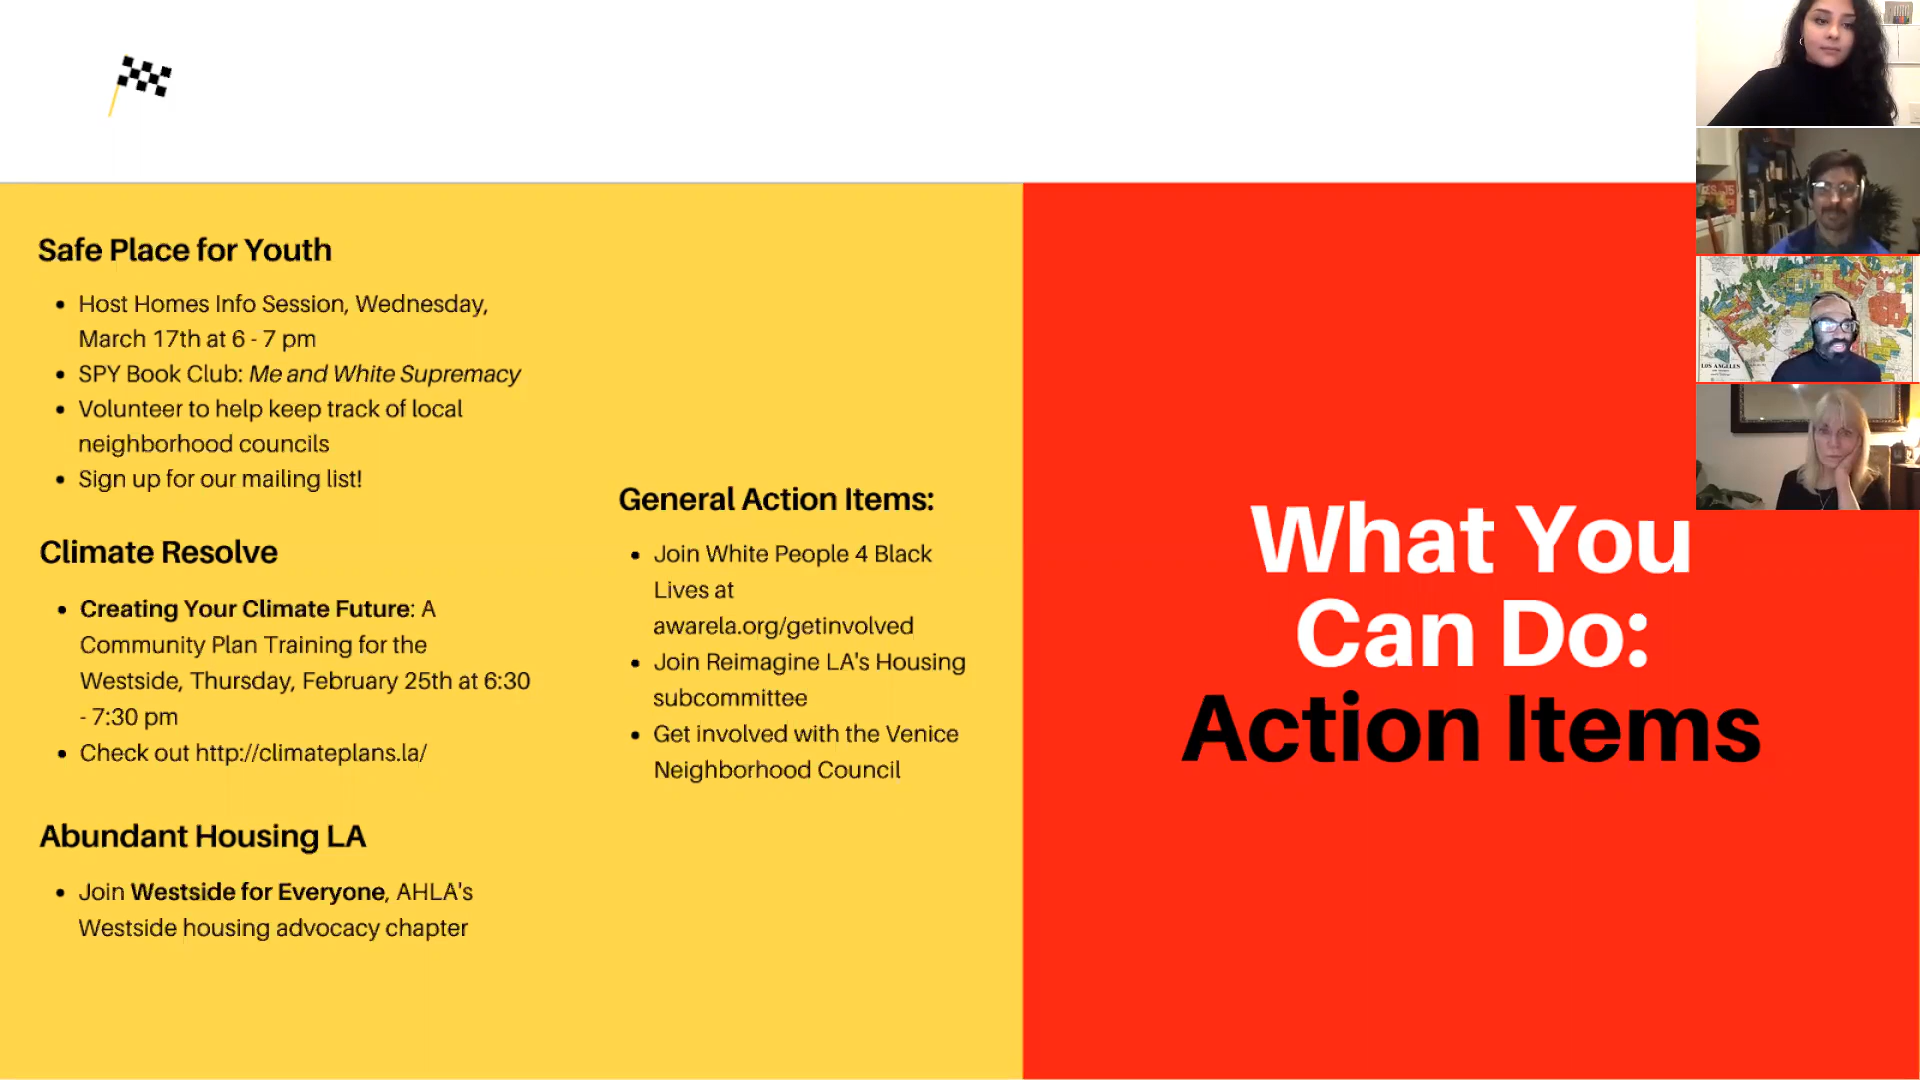 Safe Place for Youth
Host Homes Info Session, Wednesday,
March 17th at 6 - 7 pm
SPY Book Club: Me and White Supremacy
Volunteer to help keep track of local
neighborhood councils
Sign up for our mailing list!
Climate Resolve
Creating Your Climate Future: A
Community Plan Training for the
Westside, Thursday, February 25th at 6:30
- 7:30 pm
Check out http://climateplans.la/
Abundant Housing LA
Join Westside for Everyone, AHLA's
Westside housing advocacy chapter
General Action Items:
Join White People 4 Black
Lives at
awarela.org/getinvolved
Join Reimagine LA's Housing
subcommittee
Get involved with the Venice
Neighborhood Council
What You
Can Do:
Action Items
LOS ANGELES